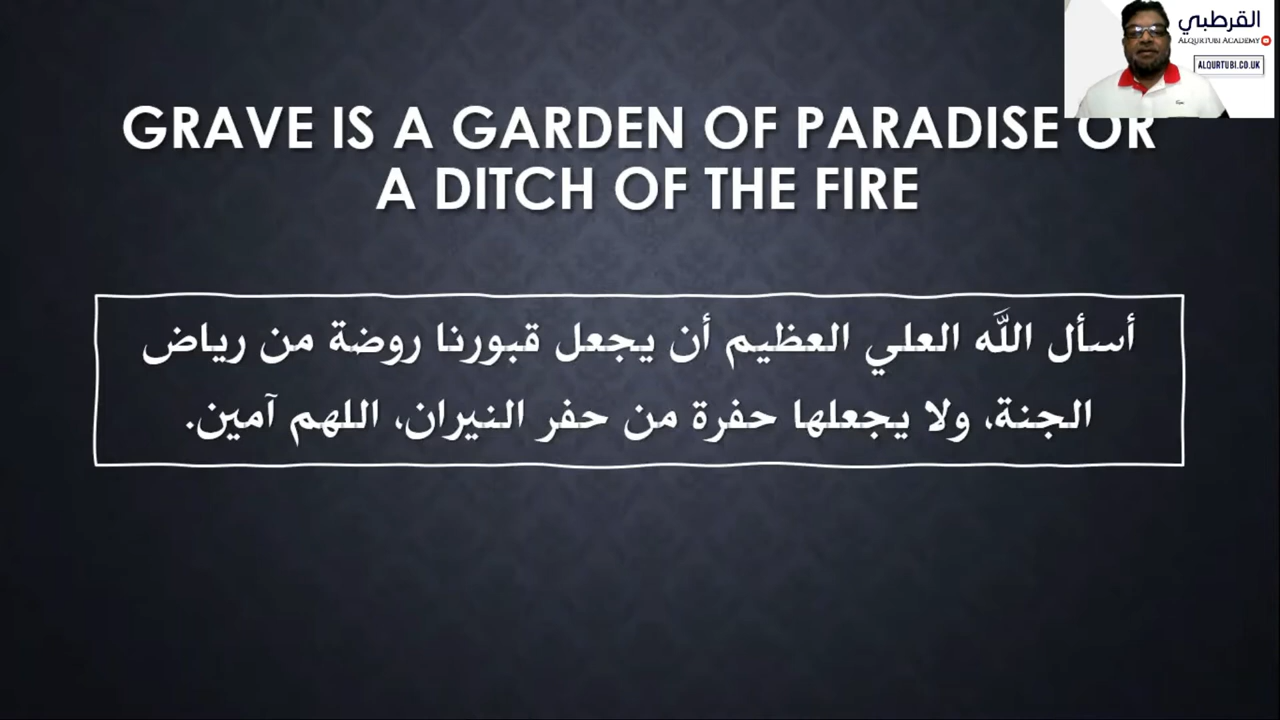 القرطبي
ALQURTUBI ACADEMY
ALQURTUBI.CO.UK
GRAVE IS A GARDEN OF PARADISE OR
A DITCH OF THE FIRE
أسأل اللَّه العلي العظيم أن يجعل قبورنا روضة من رياض
الجنة، ولا يجعلها حفرة من حفر النيران، اللهم آمين.